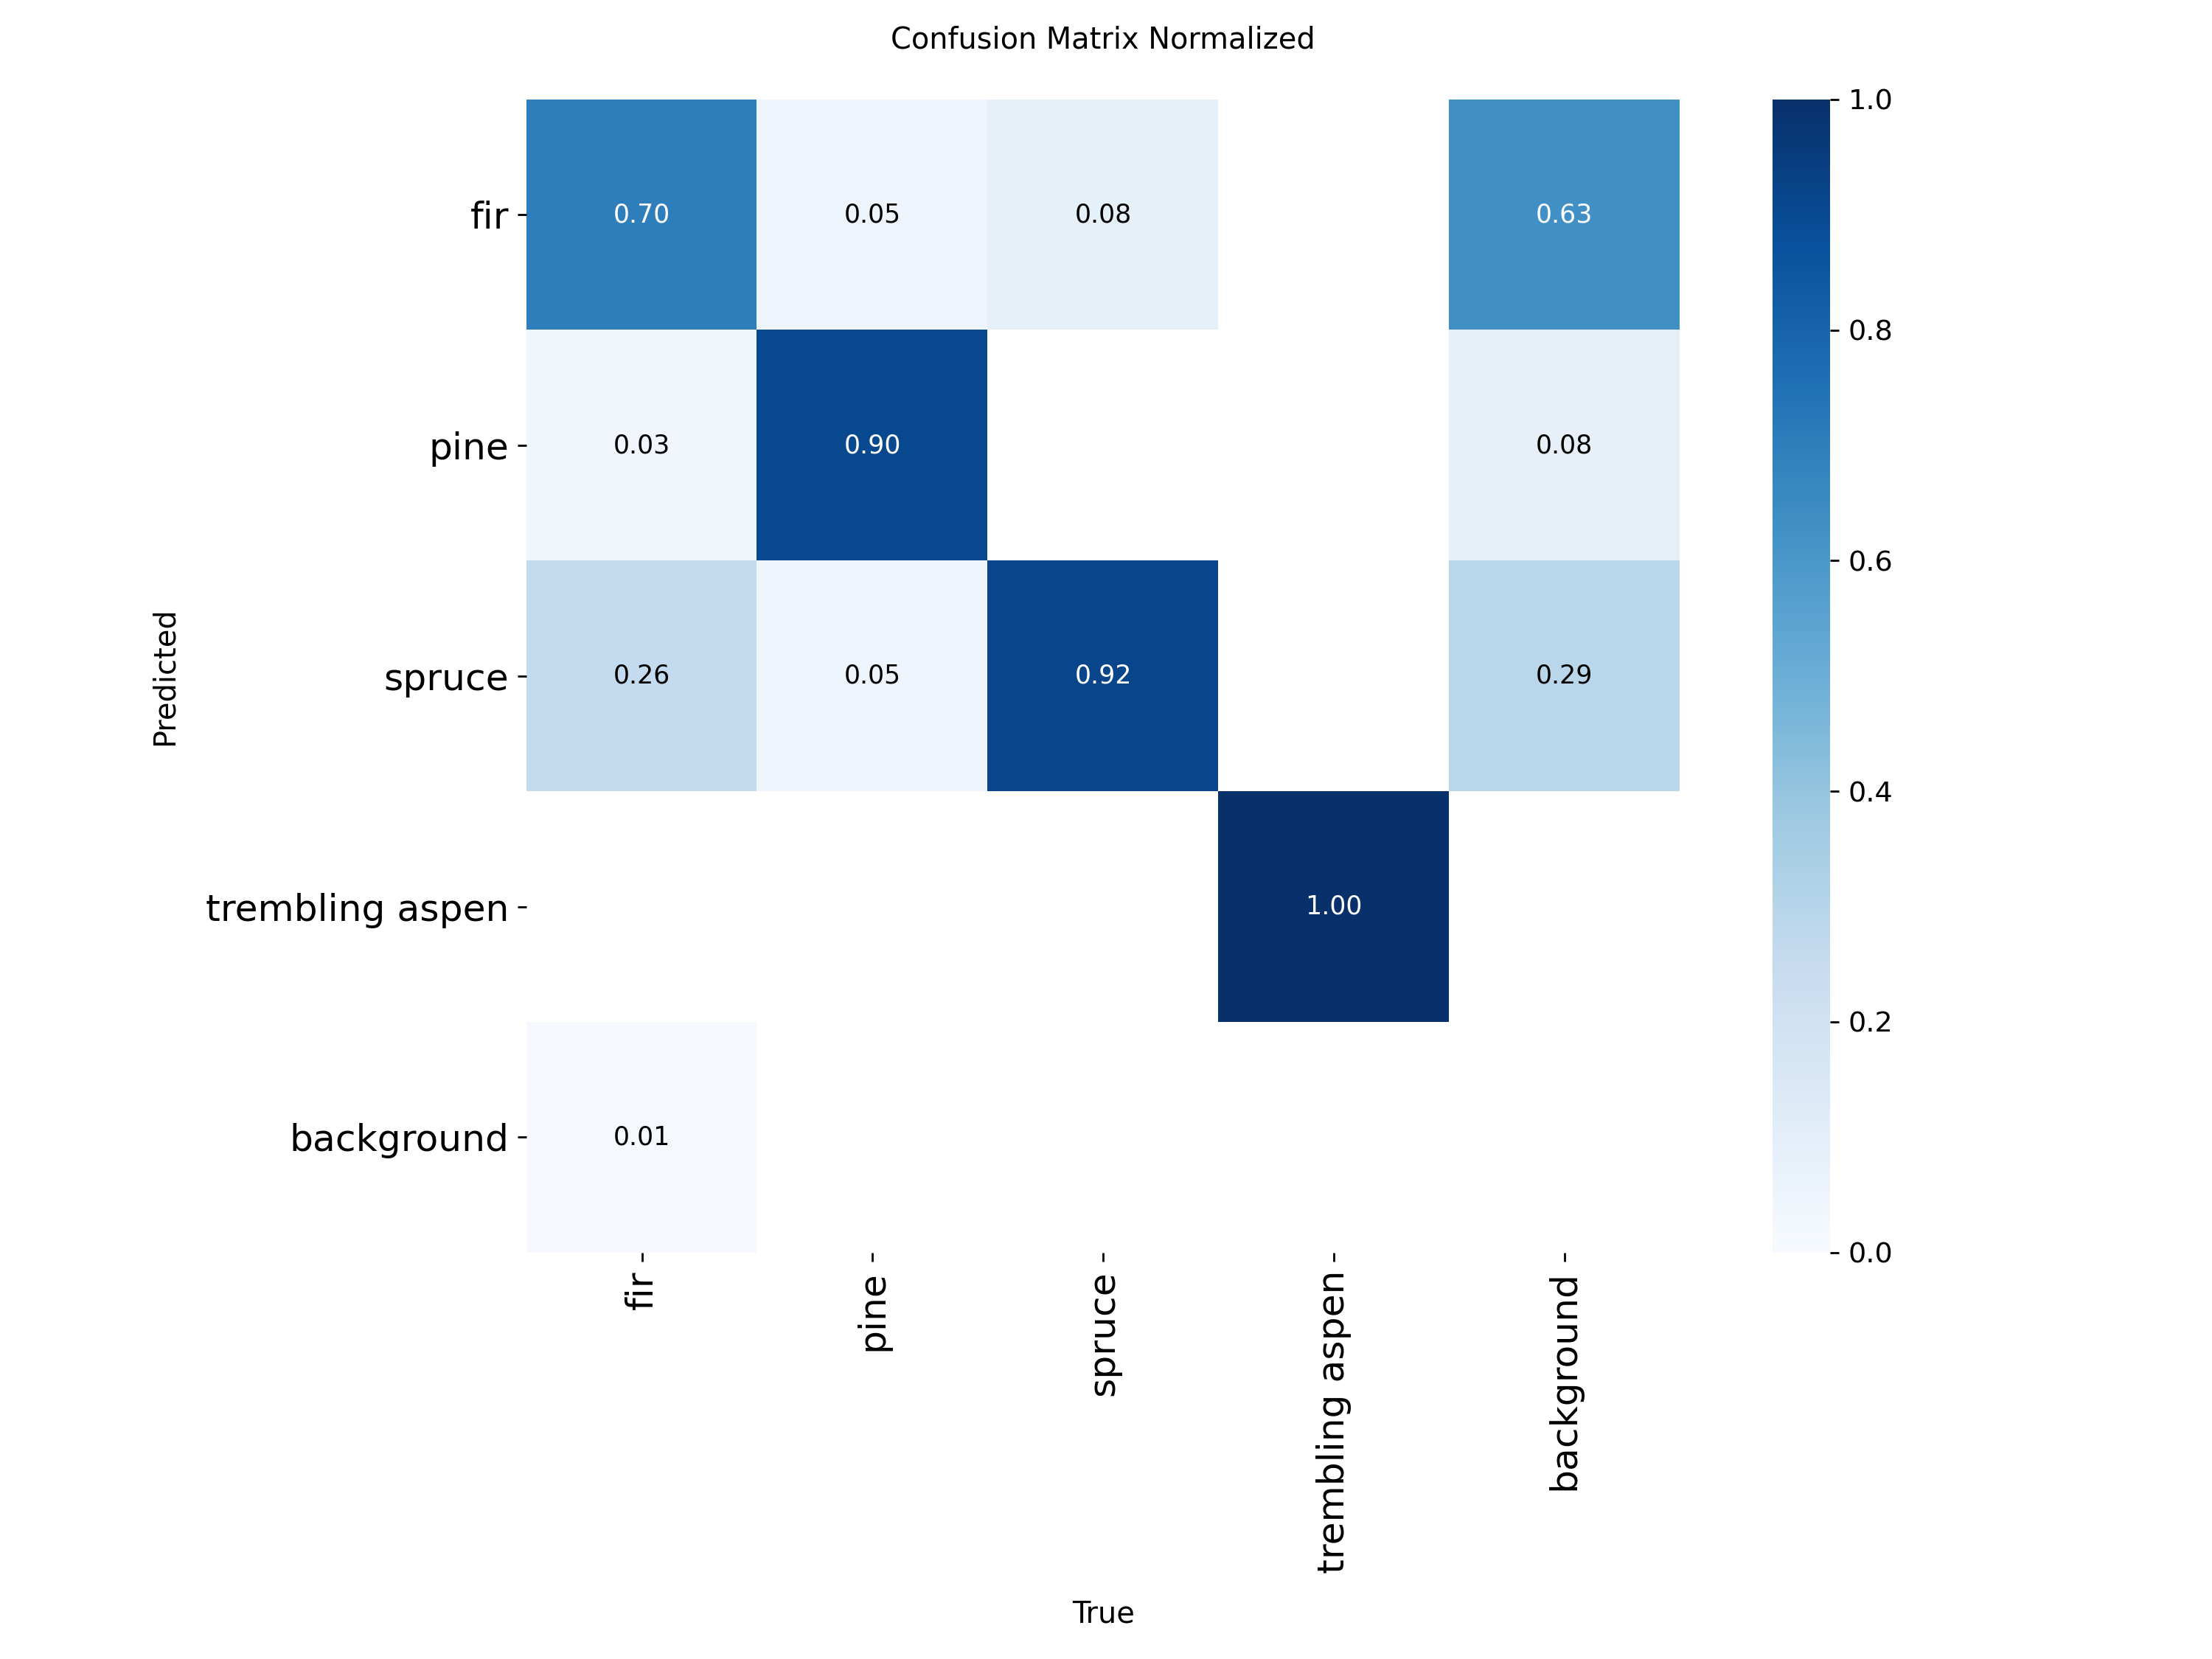 Confusion Matrix Normalized
1.0
fir
0.70
0.05
0.08
0.63
0.8
pine
0.03
0.90
0.08
0.6
spruce
0.26
0.05
0.92
0.29
0.4
trembling aspen
1.00
0.2
background
0.01
0.0
Predicted
fir
pine
spruce
trembling aspen
background
True